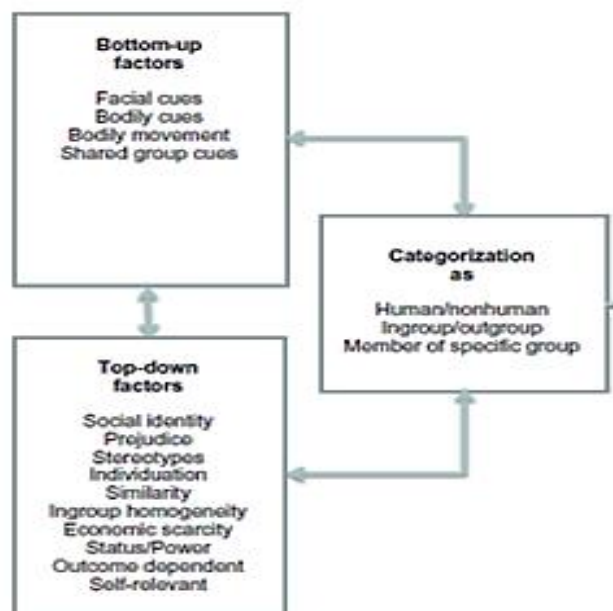 Bottom-up
factors
Facial cues
Bodily cues
Bodily movement
Shared group cues
Categorization
as
Human/nonhuman
Ingroup/outgroup
Member of specific group
Top-down
factors
Social identity
Prejudice
Stereotypes
Individuation
Similarity
Ingroup homogeneity
Economic scarcity
Status/Power
Outcome dependent
Self-relevant